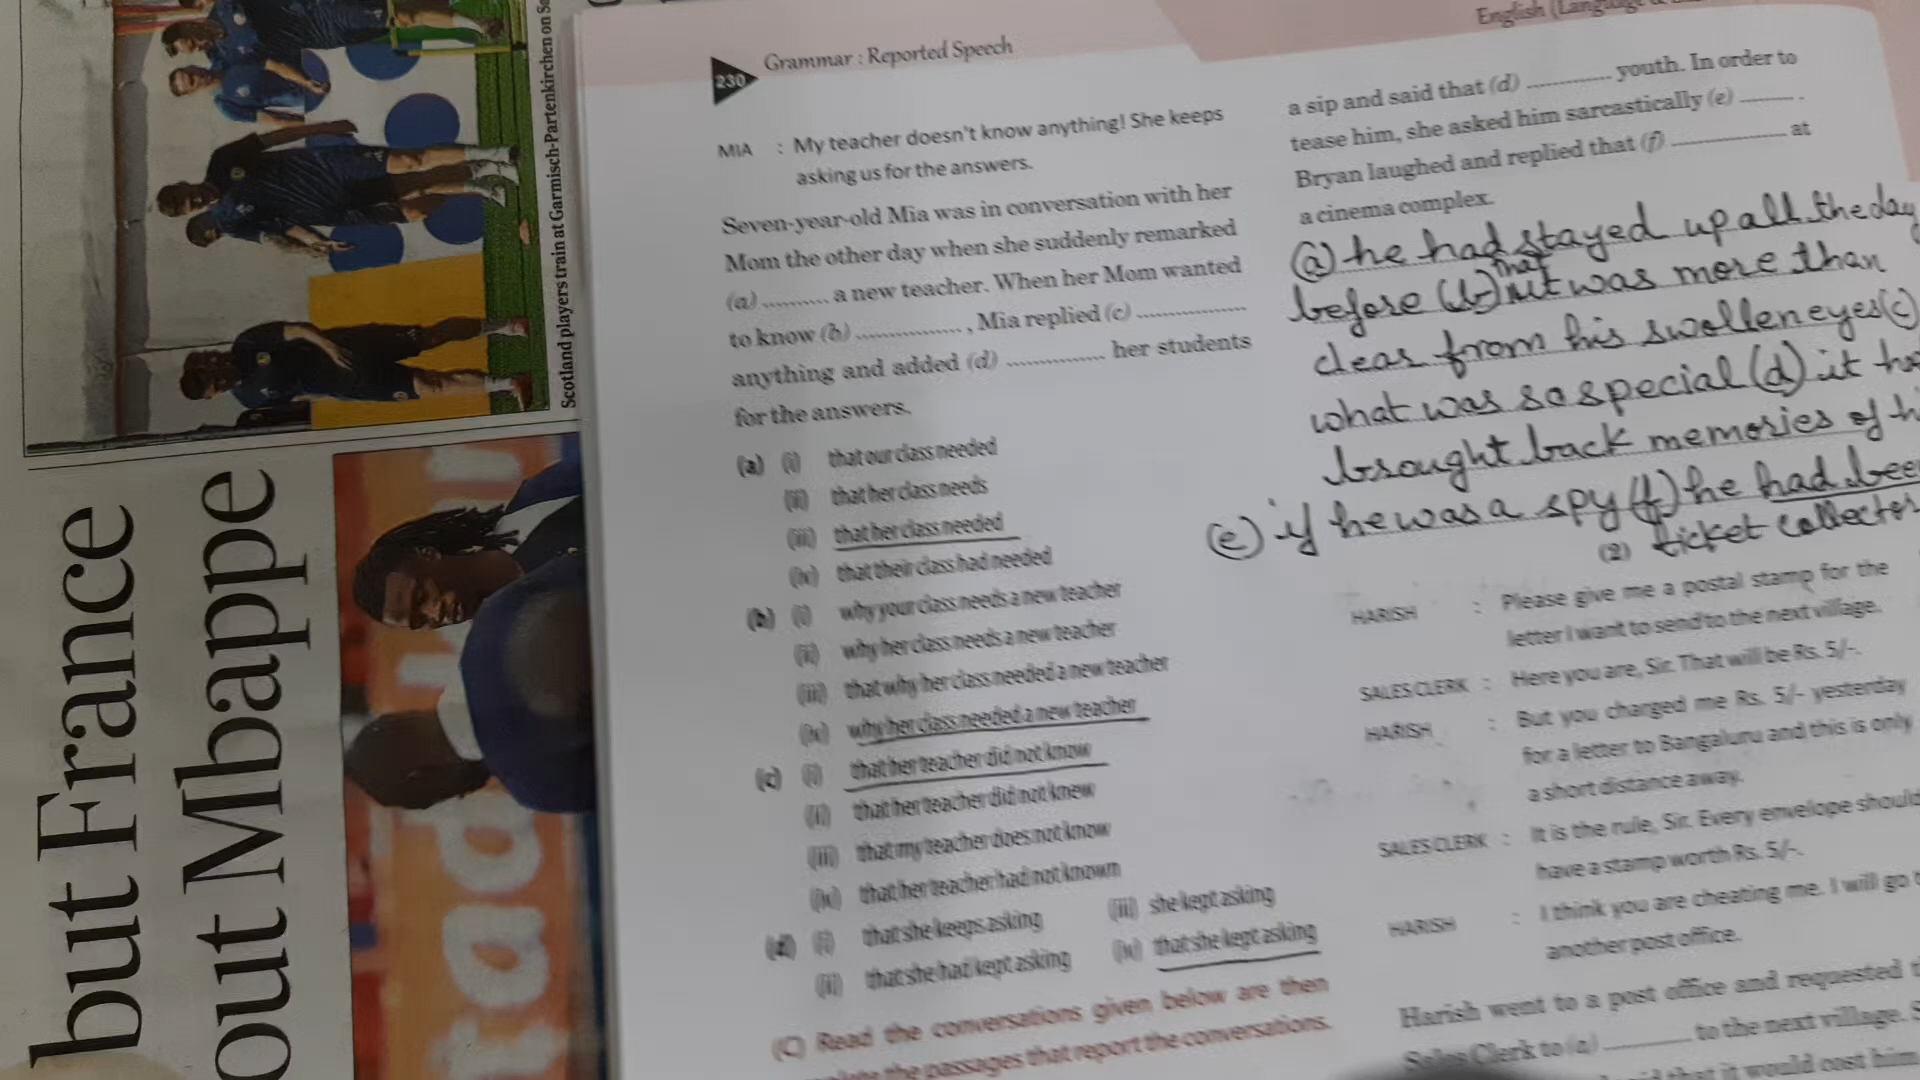 but France
out Mbappe
Scotland players train at Garmisch-Partenkirchen on
230
Grammar : Reported Speech
MIA : My teacher doesn't know anything! She keeps
asking us for the answers.
Seven-year-old Mia was in conversation with her
Mom the other day when she suddenly remarked
(a) .......... a new teacher. When her Mom wanted
to know (b) ................ , Mia replied (c) .................
anything and added (d) ............... her students
for the answers.
(a) (i) that our class needed
(ii) that her class needs
(iii) that her class needed
(iv) that their class had needed
(b) (i) why your class needs a new teacher
(ii) why her class needs a new teacher
(iii) that why her class needed a new teacher
(iv) why her class needed a new teacher
(c) (i) that her teacher did not know
(ii) that her teacher did not knew
(iii) that my teacher does not know
(iv) that her teacher had not known
(d) (i) that she keeps asking (iii) she kept asking
(ii) that she had kept asking (iv) that she kept asking
(C) Read the conversations given below are then
the passages that report the conversations.
English
a sip and said that (d) ............. youth. In order to
tease him, she asked him sarcastically (e) ......... .
Bryan laughed and replied that (f) .................. at
a cinema complex.
(a) he had stayed up all the day
before (b) that it was more than
clear from his swollen eyes (c)
what was so special (d) it
brought back memories of
(e) if he was a spy (f) he had
ticket collector
(2)
HARISH : Please give me a postal stamp for the
letter I want to send to the next village.
SALES CLERK : Here you are, Sir. That will be Rs. 5/-.
HARISH : But you charged me Rs. 5/- yesterday
for a letter to Bangaluru and this is only
a short distance away.
SALES CLERK : It is the rule, Sir. Every envelope should
have a stamp worth Rs. 5/-.
HARISH : I think you are cheating me. I will go
another post office.
Harish went to a post office and requested
Sales Clerk to (a) ........... to the next village.
that it would cost him